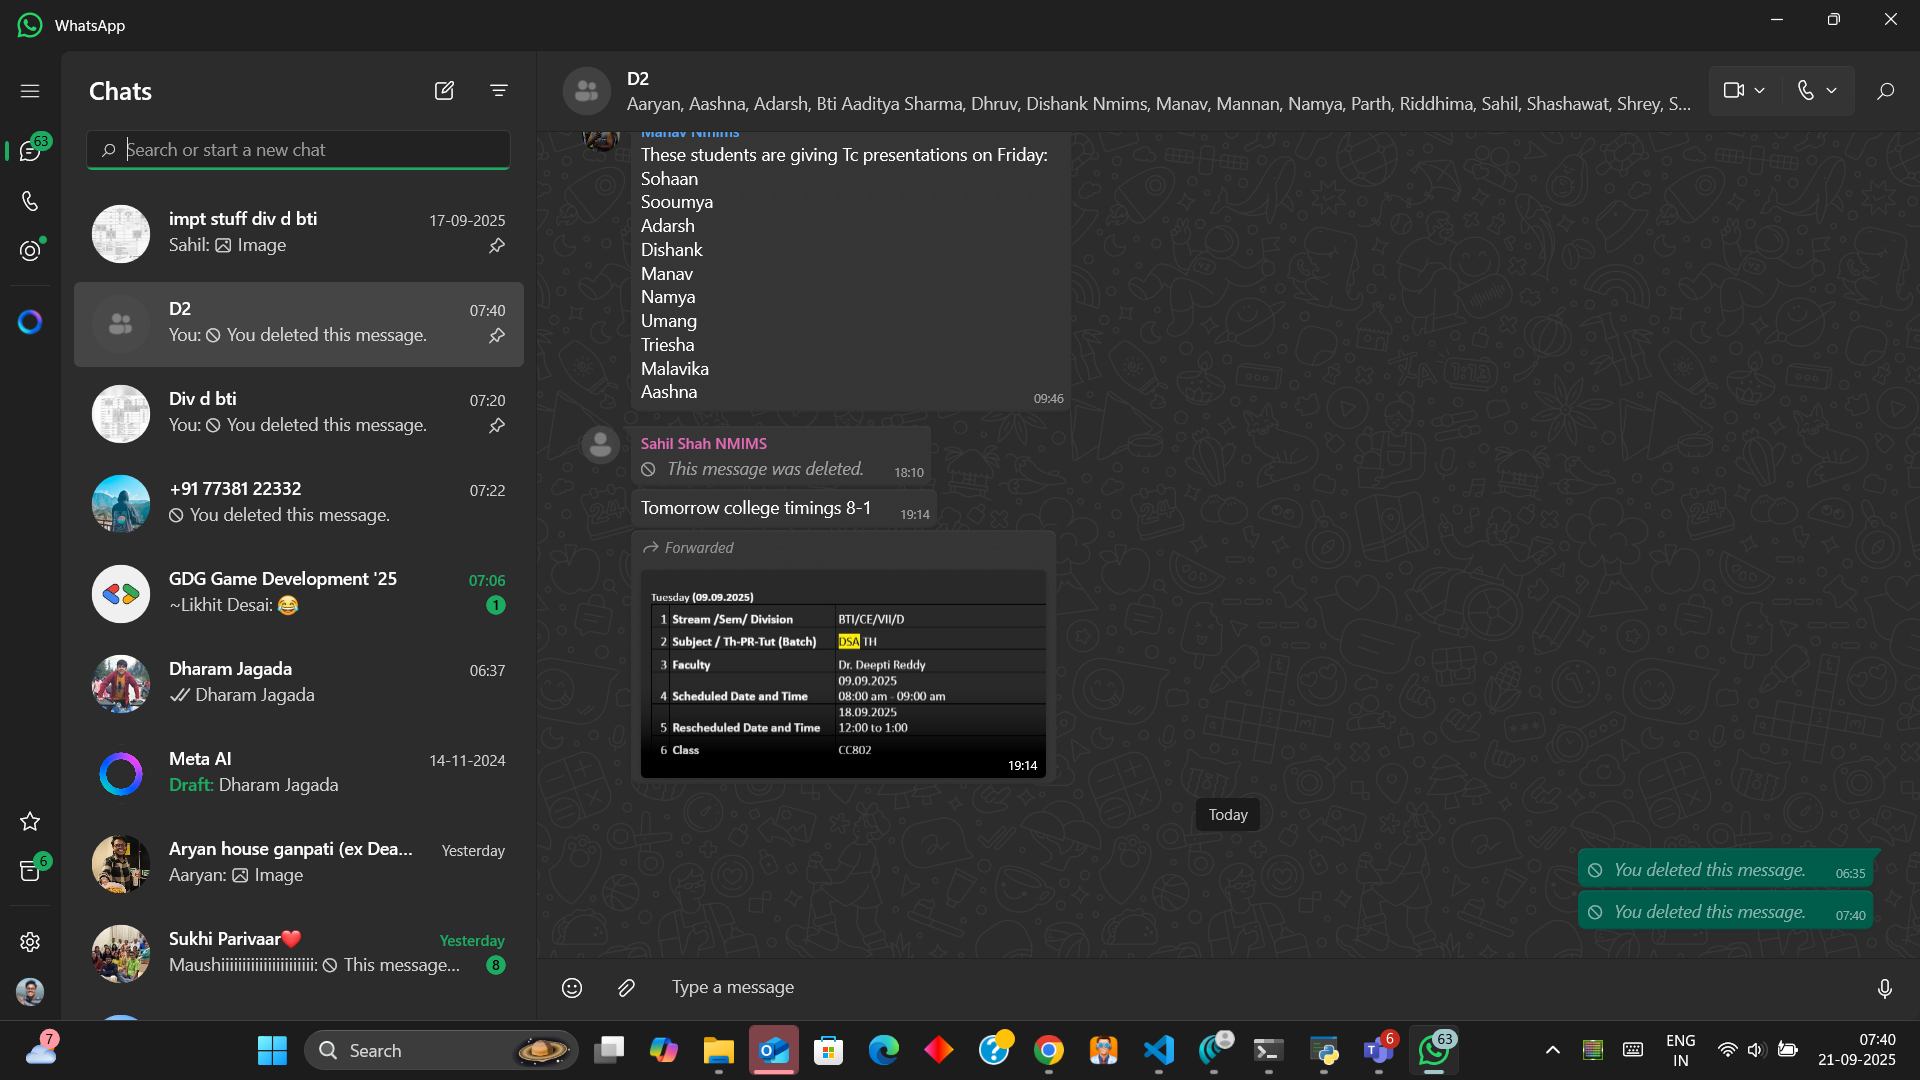 WhatsApp
Chats
Search or start a new chat
63
impt stuff div d bti
17-09-2025
Sahil: Image
D2
07:40
You: You deleted this message.
Div d bti
07:20
You: You deleted this message.
+91 77381 22332
07:22
You deleted this message.
GDG Game Development '25
07:06
~Likhit Desai: 😂
1
Dharam Jagada
06:37
Dharam Jagada
Meta AI
14-11-2024
Draft: Dharam Jagada
Aryan house ganpati (ex Dea...
Yesterday
Aaryan: Image
6
Sukhi Parivaar❤️
Yesterday
Maushiiiiiiiiiiiiiiiiiiiiiii: This message...
8
D2
Aaryan, Aashna, Adarsh, Bti Aaditya Sharma, Dhruv, Dishank Nmims, Manav, Mannan, Namya, Parth, Riddhima, Sahil, Shashawat, Shrey, S...
Manav Nmims
These students are giving Tc presentations on Friday:
Sohaan
Sooumya
Adarsh
Dishank
Manav
Namya
Umang
Triesha
Malavika
Aashna
09:46
Sahil Shah NMIMS
This message was deleted.
18:10
Tomorrow college timings 8-1
19:14
Forwarded
Tuesday (09.09.2025)
1 Stream /Sem/ Division BTI/CE/VII/D
2 Subject / Th-PR-Tut (Batch) DSA TH
3 Faculty Dr. Deepti Reddy
4 Scheduled Date and Time 09.09.2025
08:00 am - 09:00 am
5 Rescheduled Date and Time 18.09.2025
12:00 to 1:00
6 Class CC802
19:14
Today
You deleted this message.
06:35
You deleted this message.
07:40
Type a message
7
Search
6
63
ENG
IN
07:40
21-09-2025